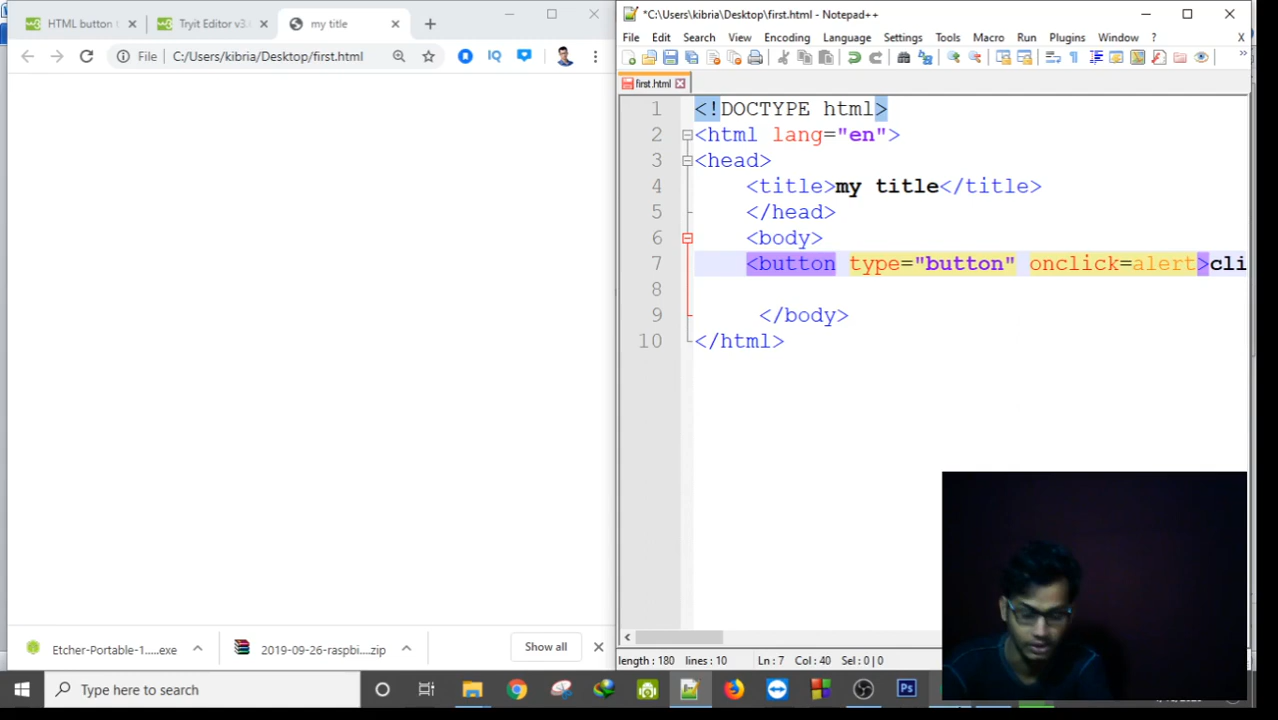 HTML button t
Tryit Editor v3.
my title
*C:\Users\kibria\Desktop\first.html - Notepad++
File C:/Users/kibria/Desktop/first.html
File Edit Search View Encoding Language Settings Tools Macro Run Plugins Window ? X
first.html
1 <!DOCTYPE html>
2 <html lang="en">
3 <head>
4 <title>my title</title>
5 </head>
6 <body>
7 <button type="button" onclick=alert>cli
8
9 </body>
10 </html>
Etcher-Portable-1.....exe
2019-09-26-raspbi....zip
Show all
length : 180 lines : 10
Ln : 7 Col : 40 Sel : 0 | 0
Type here to search